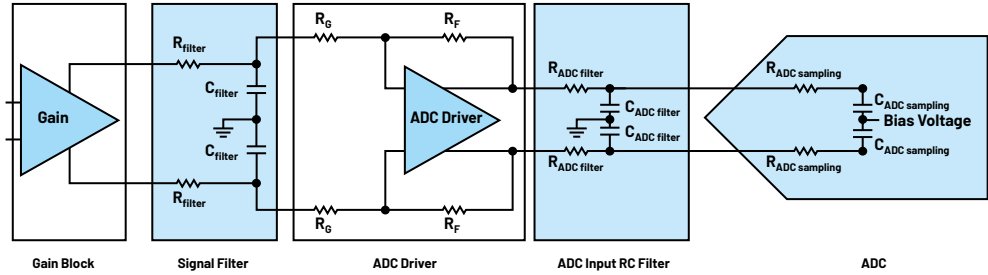 R_G
R_F
R_filter
C_filter
Gain
C_filter
R_filter
R_G
R_F
ADC Driver
R_ADC filter
C_ADC filter
C_ADC filter
R_ADC filter
R_ADC sampling
C_ADC sampling
Bias Voltage
C_ADC sampling
R_ADC sampling
Gain Block
Signal Filter
ADC Driver
ADC Input RC Filter
ADC